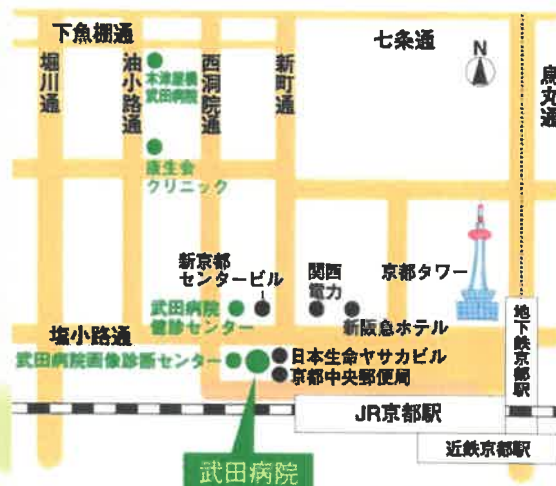 下魚棚通
七条通
N
堀川通
油小路通
西洞院通
新町通
烏丸通
木津屋橋
武田病院
康生会
クリニック
新京都
センタービル
関西
電力
京都タワー
武田病院
健診センター
新阪急ホテル
地下鉄京都駅
塩小路通
武田病院画像診断センター
日本生命ヤサカビル
京都中央郵便局
JR京都駅
近鉄京都駅
武田病院